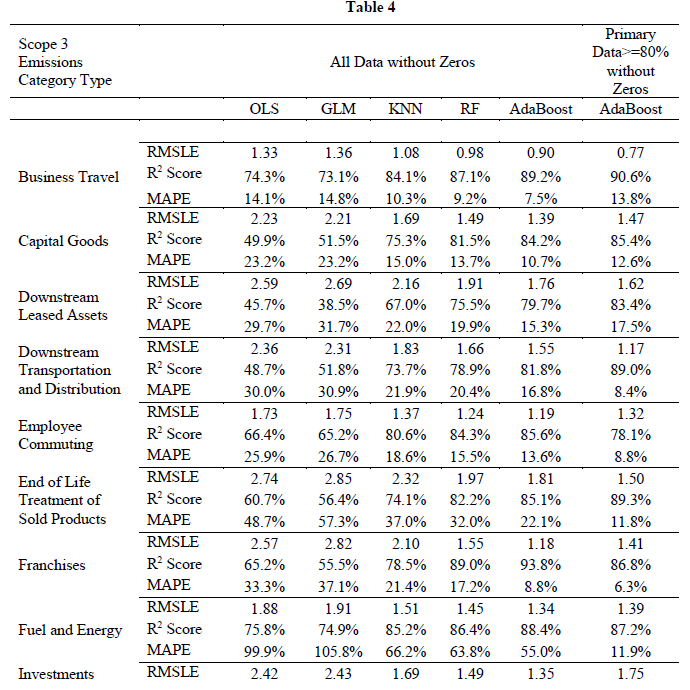 Table 4
Scope 3 Emissions Category Type All Data without Zeros Primary Data>=80% without Zeros
OLS GLM KNN RF AdaBoost AdaBoost
Business Travel
RMSLE 1.33 1.36 1.08 0.98 0.90 0.77
R² Score 74.3% 73.1% 84.1% 87.1% 89.2% 90.6%
MAPE 14.1% 14.8% 10.3% 9.2% 7.5% 13.8%
Capital Goods
RMSLE 2.23 2.21 1.69 1.49 1.39 1.47
R² Score 49.9% 51.5% 75.3% 81.5% 84.2% 85.4%
MAPE 23.2% 23.2% 15.0% 13.7% 10.7% 12.6%
Downstream Leased Assets
RMSLE 2.59 2.69 2.16 1.91 1.76 1.62
R² Score 45.7% 38.5% 67.0% 75.5% 79.7% 83.4%
MAPE 29.7% 31.7% 22.0% 19.9% 15.3% 17.5%
Downstream Transportation and Distribution
RMSLE 2.36 2.31 1.83 1.66 1.55 1.17
R² Score 48.7% 51.8% 73.7% 78.9% 81.8% 89.0%
MAPE 30.0% 30.9% 21.9% 20.4% 16.8% 8.4%
Employee Commuting
RMSLE 1.73 1.75 1.37 1.24 1.19 1.32
R² Score 66.4% 65.2% 80.6% 84.3% 85.6% 78.1%
MAPE 25.9% 26.7% 18.6% 15.5% 13.6% 8.8%
End of Life Treatment of Sold Products
RMSLE 2.74 2.85 2.32 1.97 1.81 1.50
R² Score 60.7% 56.4% 74.1% 82.2% 85.1% 89.3%
MAPE 48.7% 57.3% 37.0% 32.0% 22.1% 11.8%
Franchises
RMSLE 2.57 2.82 2.10 1.55 1.18 1.41
R² Score 65.2% 55.5% 78.5% 89.0% 93.8% 86.8%
MAPE 33.3% 37.1% 21.4% 17.2% 8.8% 6.3%
Fuel and Energy
RMSLE 1.88 1.91 1.51 1.45 1.34 1.39
R² Score 75.8% 74.9% 85.2% 86.4% 88.4% 87.2%
MAPE 99.9% 105.8% 66.2% 63.8% 55.0% 11.9%
Investments RMSLE 2.42 2.43 1.69 1.49 1.35 1.75